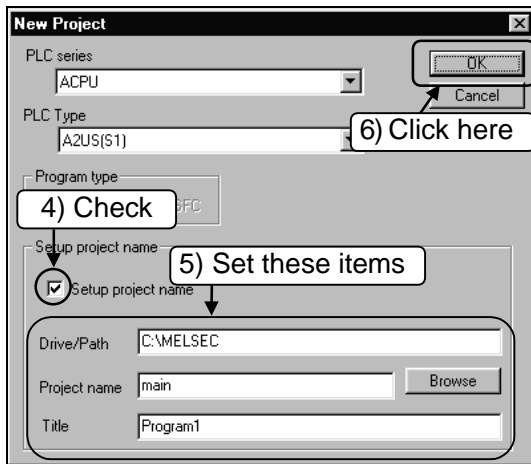 New Project
PLC series
ACPU
OK
Cancel
6) Click here
PLC Type
A2US(S1)
Program type
4) Check
SFC
Setup project name
5) Set these items
Setup project name
Drive/Path
C:\MELSEC
Project name
main
Browse
Title
Program1